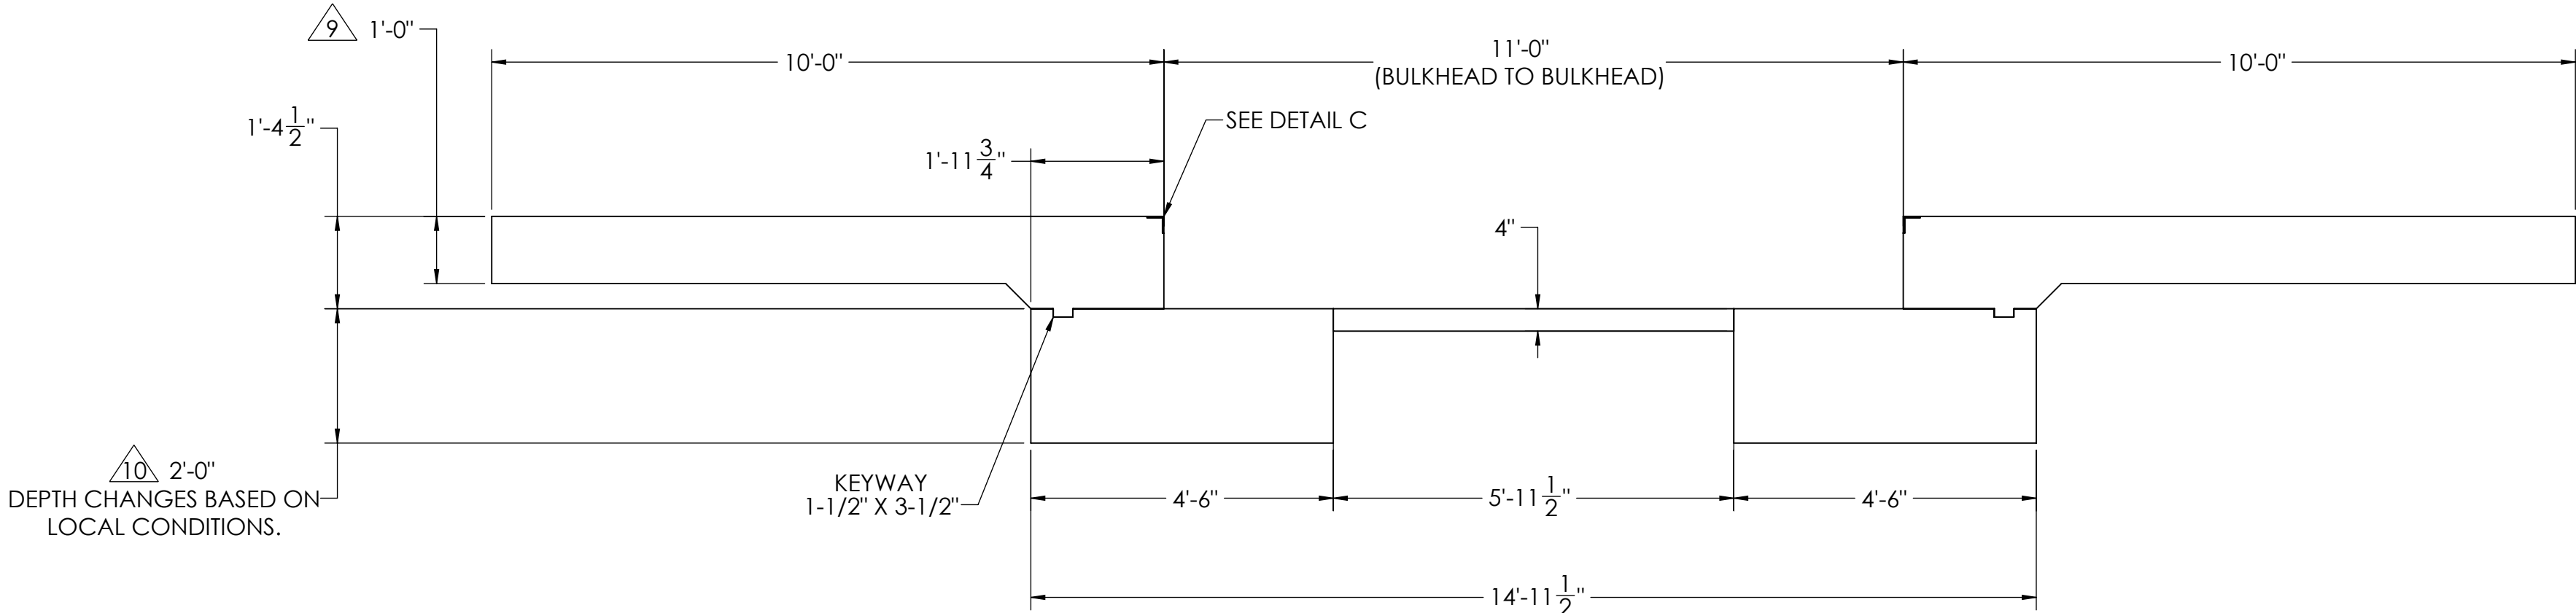 9 1'-0"
10'-0"
11'-0"
(BULKHEAD TO BULKHEAD)
10'-0"
1'-4 1/2"
SEE DETAIL C
1'-11 3/4"
4"
10 2'-0"
DEPTH CHANGES BASED ON
LOCAL CONDITIONS.
KEYWAY
1-1/2" X 3-1/2"
4'-6"
5'-11 1/2"
4'-6"
14'-11 1/2"